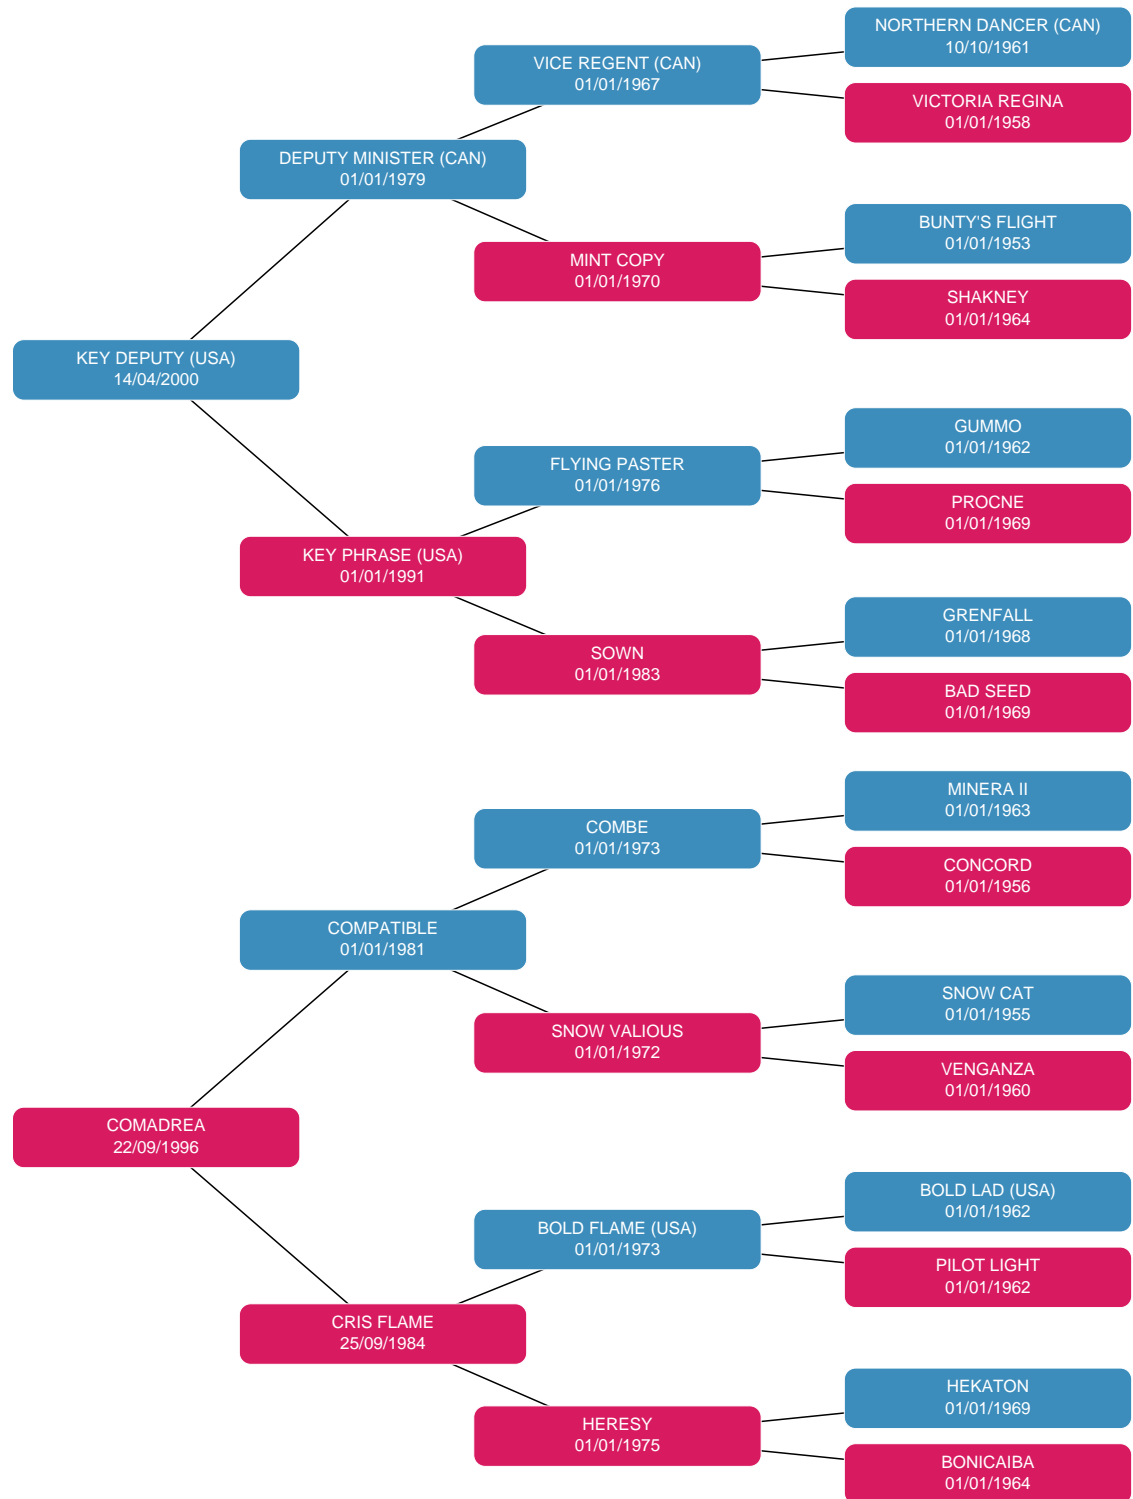 NORTHERN DANCER (CAN)
10/10/1961
VICE REGENT (CAN)
01/01/1967
VICTORIA REGINA
01/01/1958
DEPUTY MINISTER (CAN)
01/01/1979
BUNTY'S FLIGHT
01/01/1953
MINT COPY
01/01/1970
SHAKNEY
01/01/1964
KEY DEPUTY (USA)
14/04/2000
GUMMO
01/01/1962
FLYING PASTER
01/01/1976
PROCNE
01/01/1969
KEY PHRASE (USA)
01/01/1991
GRENFALL
01/01/1968
SOWN
01/01/1983
BAD SEED
01/01/1969
MINERA II
01/01/1963
COMBE
01/01/1973
CONCORD
01/01/1956
COMPATIBLE
01/01/1981
SNOW CAT
01/01/1955
SNOW VALIOUS
01/01/1972
VENGANZA
01/01/1960
COMADREA
22/09/1996
BOLD LAD (USA)
01/01/1962
BOLD FLAME (USA)
01/01/1973
PILOT LIGHT
01/01/1962
CRIS FLAME
25/09/1984
HEKATON
01/01/1969
HERESY
01/01/1975
BONICAIBA
01/01/1964